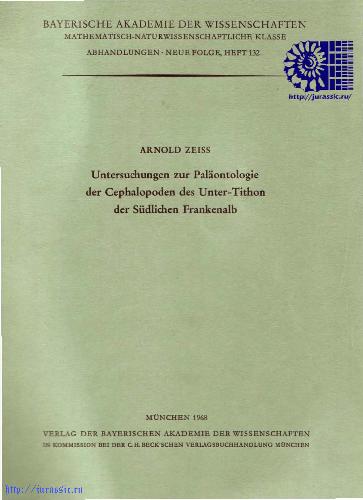 BAYERISCHE AKADEMIE DER WISSENSCHAFTEN
MATHEMATISCH-NATURWISSENSCHAFTLICHE KLASSE
ABHANDLUNGEN · NEUE FOLGE, HEFT 132
http://jurassic.ru/
ARNOLD ZEISS
Untersuchungen zur Paläontologie
der Cephalopoden des Unter-Tithon
der Südlichen Frankenalb
MÜNCHEN 1968
VERLAG DER BAYERISCHEN AKADEMIE DER WISSENSCHAFTEN
IN KOMMISSION BEI DER C.H. BECK'SCHEN VERLAGSBUCHHANDLUNG MÜNCHEN
http://jurassic.ru